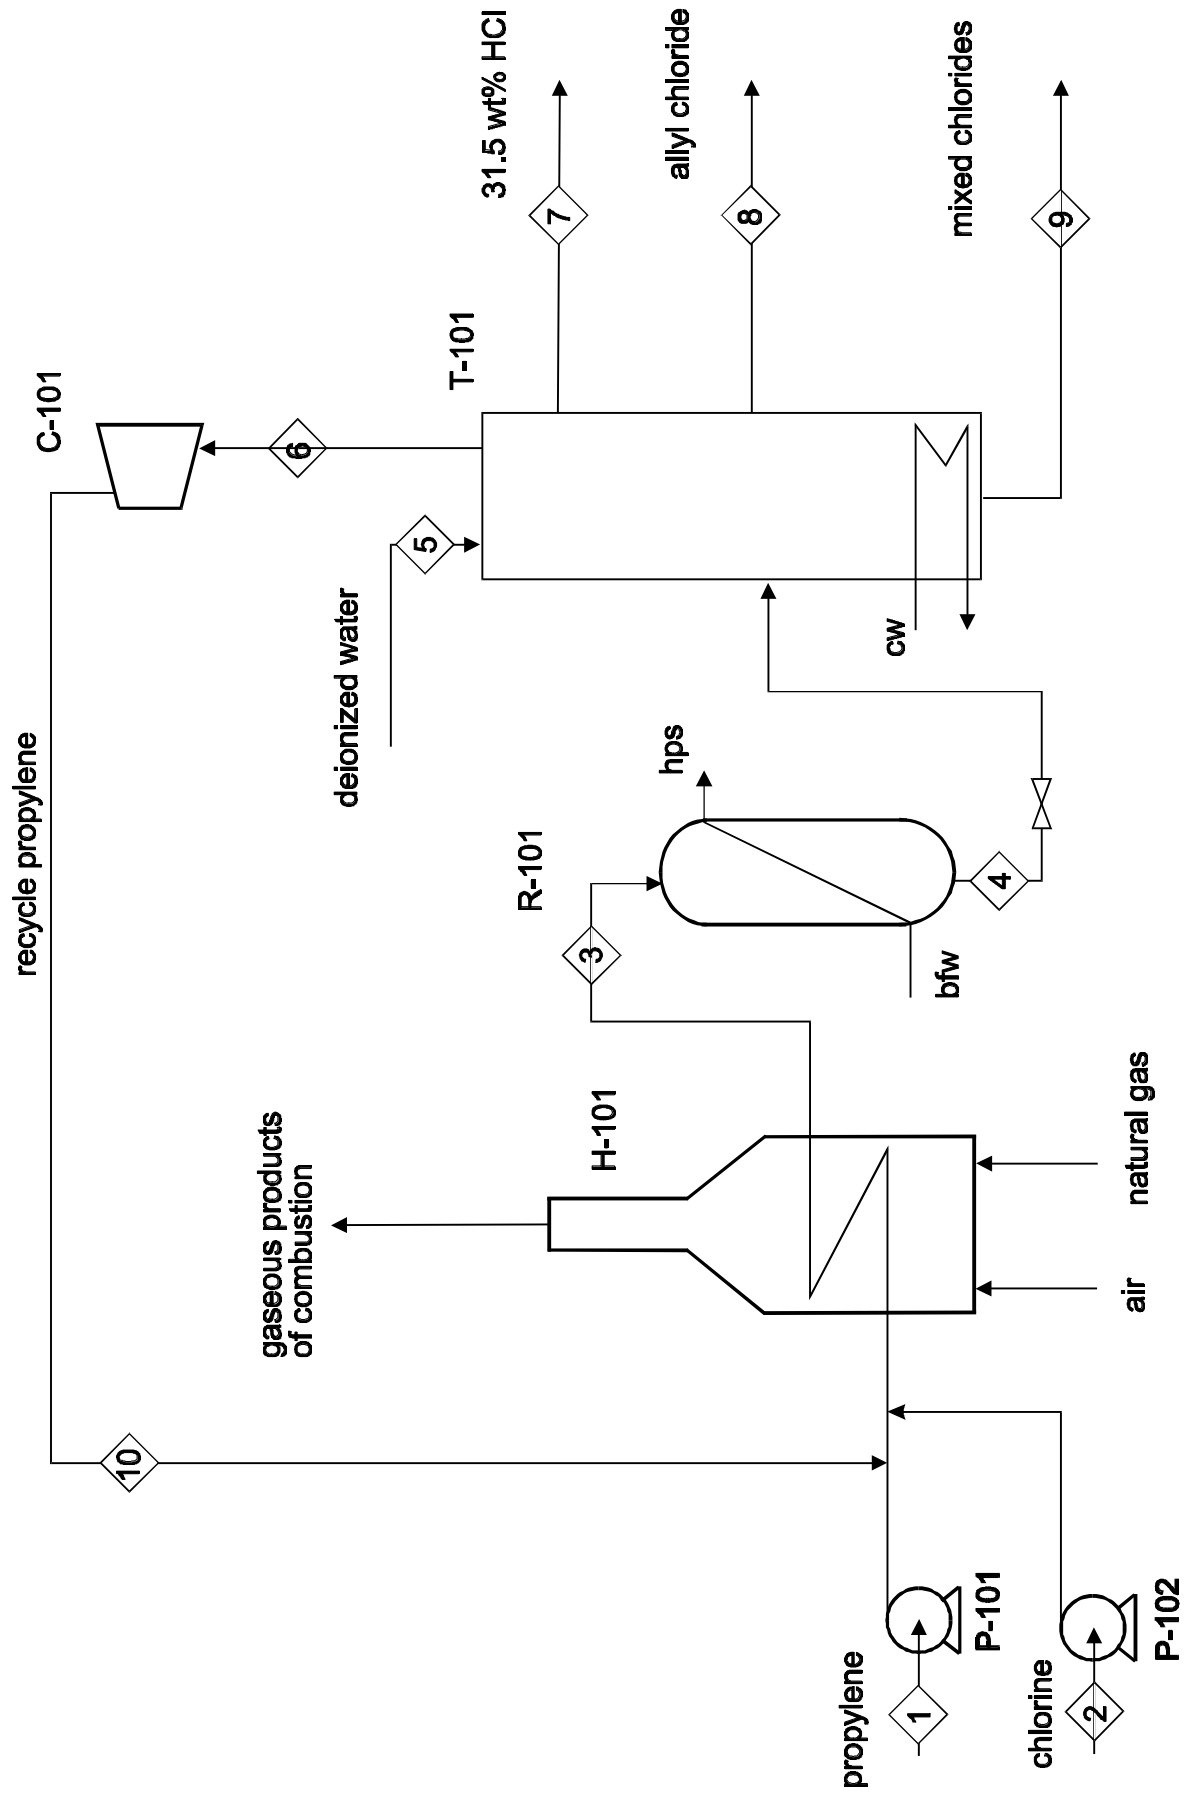 propylene
1
P-101
chlorine
2
P-102
10
recycle propylene
gaseous products
of combustion
H-101
air
natural gas
3
R-101
bfw
hps
4
deionized water
5
6
C-101
T-101
cw
7
31.5 wt% HCl
8
allyl chloride
9
mixed chlorides